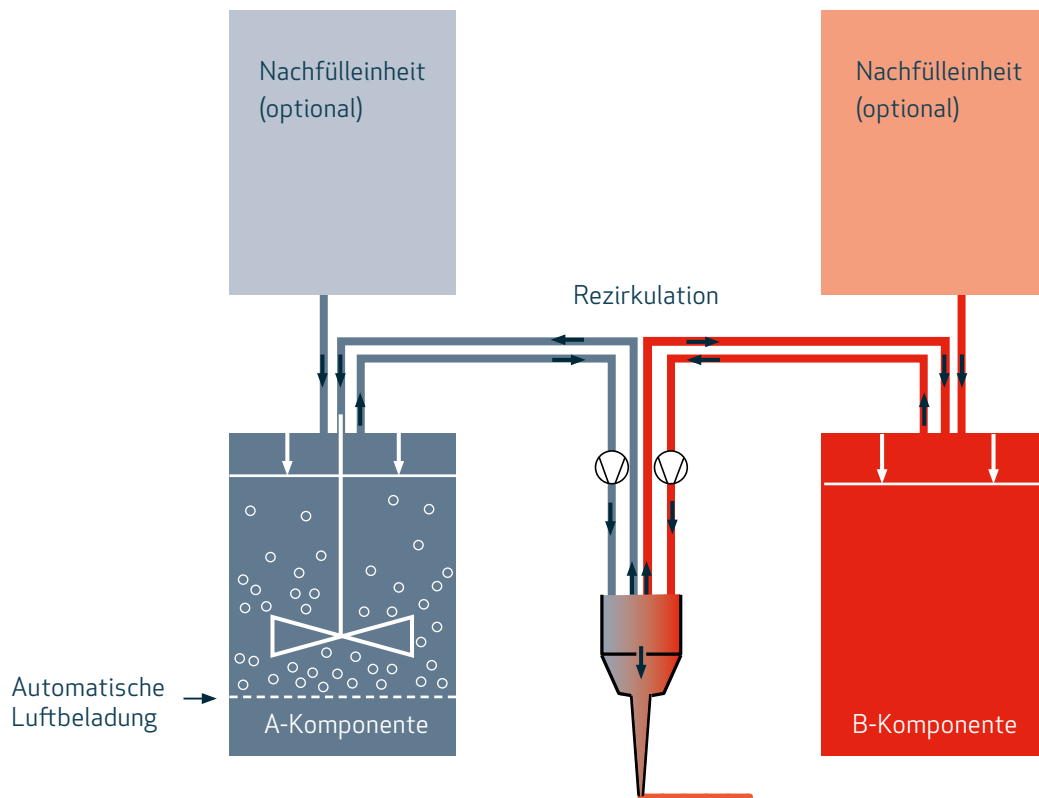 Nachfülleinheit
(optional)
Nachfülleinheit
(optional)
Rezirkulation
Automatische
Luftbeladung
A-Komponente
B-Komponente